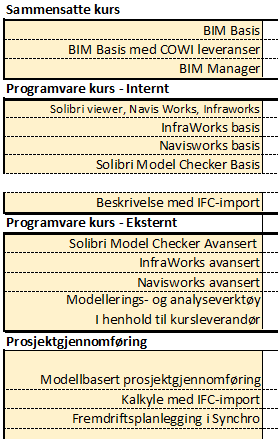 Sammensatte kurs
BIM Basis
BIM Basis med COWI leveranser
BIM Manager
Programvare kurs - Internt
Solibri viewer, Navis Works, Infraworks
InfraWorks basis
Navisworks basis
Solibri Model Checker Basis
Beskrivelse med IFC-import
Programvare kurs - Eksternt
Solibri Model Checker Avansert
InfraWorks avansert
Navisworks avansert
Modellerings- og analyseverktøy
I henhold til kursleverandør
Prosjektgjennomføring
Modellbasert prosjektgjennomføring
Kalkyle med IFC-import
Fremdriftsplanlegging i Synchro